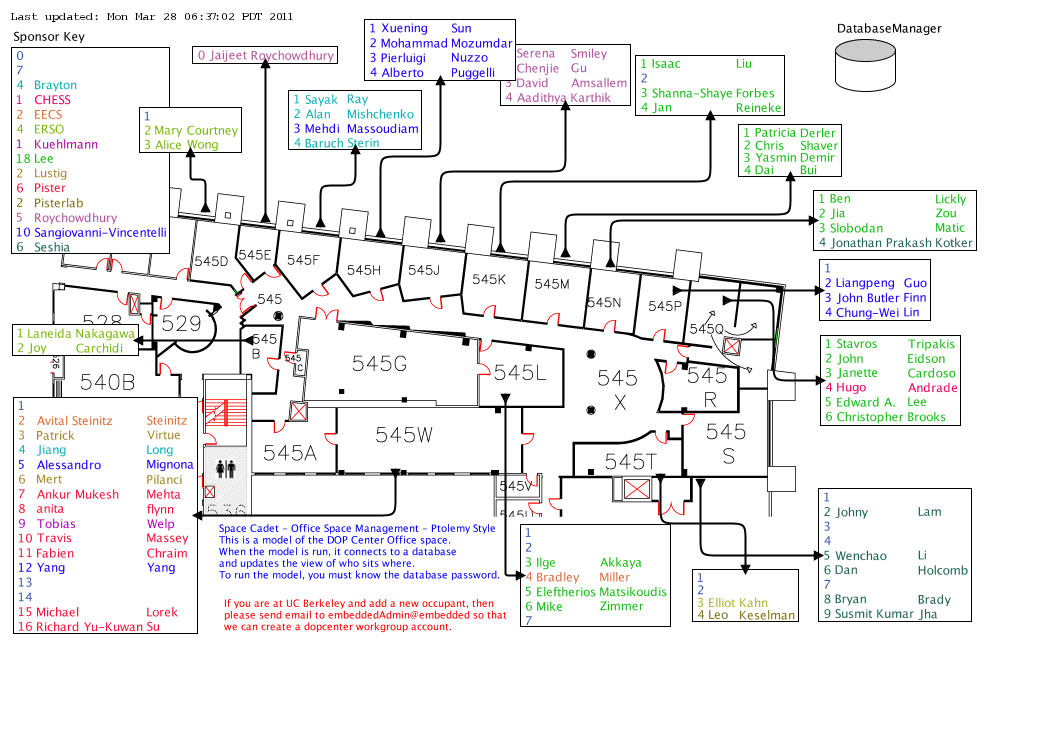 Last updated: Mon Mar 28 06:37:02 PDT 2011
DatabaseManager
Sponsor Key
0
7
4 Brayton
1 CHESS
2 EECS
4 ERSO
1 Kuehlmann
18 Lee
2 Lustig
6 Pister
2 Pisterlab
5 Roychowdhury
10 Sangiovanni-Vincentelli
6 Seshia
0 Jaijeet Roychowdhury
1 Xuening Sun
2 Mohammad Mozumdar
3 Pierluigi Nuzzo
4 Alberto Puggelli
Serena Smiley
Chenjie Gu
3 David Amsallem
4 Aadithya Karthik
1 Isaac Liu
2
3 Shanna-Shaye Forbes
4 Jan Reineke
1
2 Mary Courtney
3 Alice Wong
1 Sayak Ray
2 Alan Mishchenko
3 Mehdi Massoudiam
4 Baruch Sterin
1 Patricia Derler
2 Chris Shaver
3 Yasmin Demir
4 Dai Bui
1 Ben Lickly
2 Jia Zou
3 Slobodan Matic
4 Jonathan Prakash Kotker
1
2 Liangpeng Guo
3 John Butler Finn
4 Chung-Wei Lin
1 Stavros Tripakis
2 John Eidson
3 Janette Cardoso
4 Hugo Andrade
5 Edward A. Lee
6 Christopher Brooks
545D
545E
545F
545H
545J
545K
545M
545N
545P
545Q
545
528
529
545
B
545
C
545G
545L
545
X
545
R
545
S
540B
545A
545W
545T
545V
1 Laneida Nakagawa
2 Joy Carchidi
1
2 Avital Steinitz Steinitz
3 Patrick Virtue
4 Jiang Long
5 Alessandro Mignona
6 Mert Pilanci
7 Ankur Mukesh Mehta
8 anita flynn
9 Tobias Welp
10 Travis Massey
11 Fabien Chraim
12 Yang Yang
13
14
15 Michael Lorek
16 Richard Yu-Kuwan Su
Space Cadet - Office Space Management - Ptolemy Style
This is a model of the DOP Center Office space.
When the model is run, it connects to a database
and updates the view of who sits where.
To run the model, you must know the database password.
If you are at UC Berkeley and add a new occupant, then
please send email to embeddedAdmin@embedded so that
we can create a dopcenter workgroup account.
1
2
3 Ilge Akkaya
4 Bradley Miller
5 Eleftherios Matsikoudis
6 Mike Zimmer
7
1
2
3 Elliot Kahn
4 Leo Keselman
1
2 Johny Lam
3
4
5 Wenchao Li
6 Dan Holcomb
7
8 Bryan Brady
9 Susmit Kumar Jha